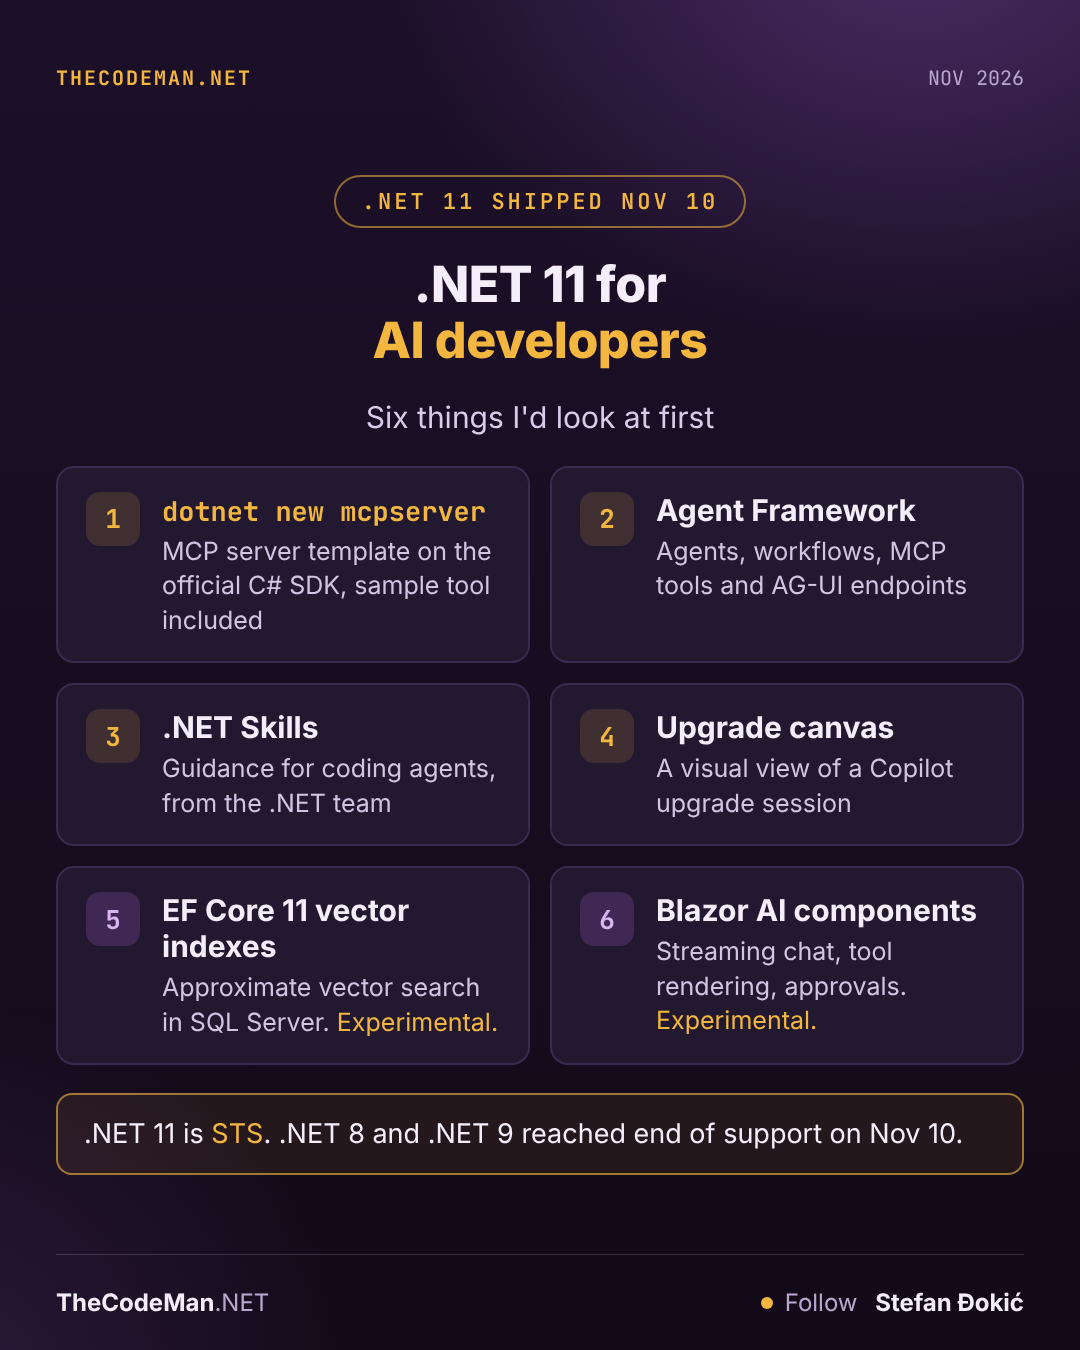 THECODEMAN.NET
NOV 2026
.NET 11 SHIPPED NOV 10
.NET 11 for
AI developers
Six things I'd look at first
1
dotnet new mcpserver
MCP server template on the
official C# SDK, sample tool
included
2
Agent Framework
Agents, workflows, MCP
tools and AG-UI endpoints
3
.NET Skills
Guidance for coding agents,
from the .NET team
4
Upgrade canvas
A visual view of a Copilot
upgrade session
5
EF Core 11 vector
indexes
Approximate vector search
in SQL Server. Experimental.
6
Blazor AI components
Streaming chat, tool
rendering, approvals.
Experimental.
.NET 11 is STS. .NET 8 and .NET 9 reached end of support on Nov 10.
TheCodeMan.NET
Follow Stefan Đokić